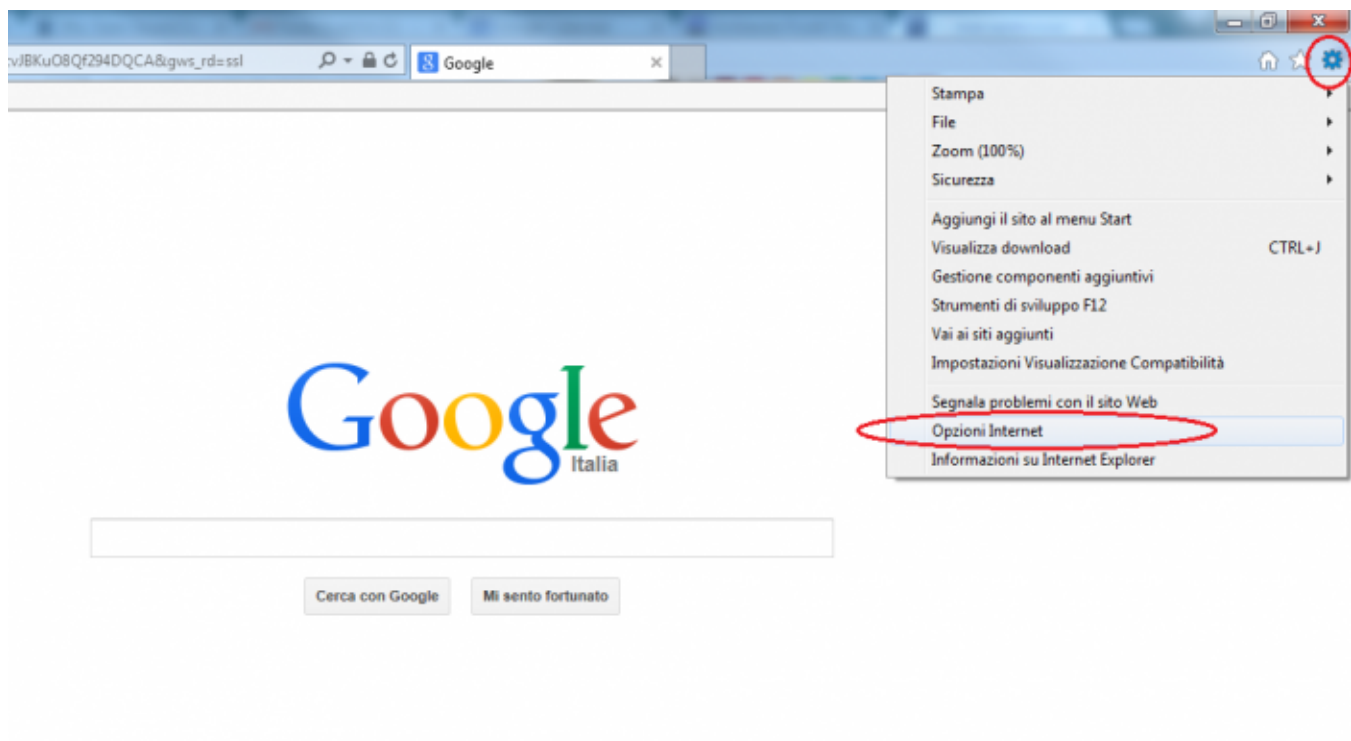 :vJBKuO8Qf294DQCA&gws_rd=ssl
Google
Stampa
File
Zoom (100%)
Sicurezza
Aggiungi il sito al menu Start
Visualizza download CTRL+J
Gestione componenti aggiuntivi
Strumenti di sviluppo F12
Vai ai siti aggiunti
Impostazioni Visualizzazione Compatibilità
Segnala problemi con il sito Web
Opzioni Internet
Informazioni su Internet Explorer
Google
Italia
Cerca con Google Mi sento fortunato